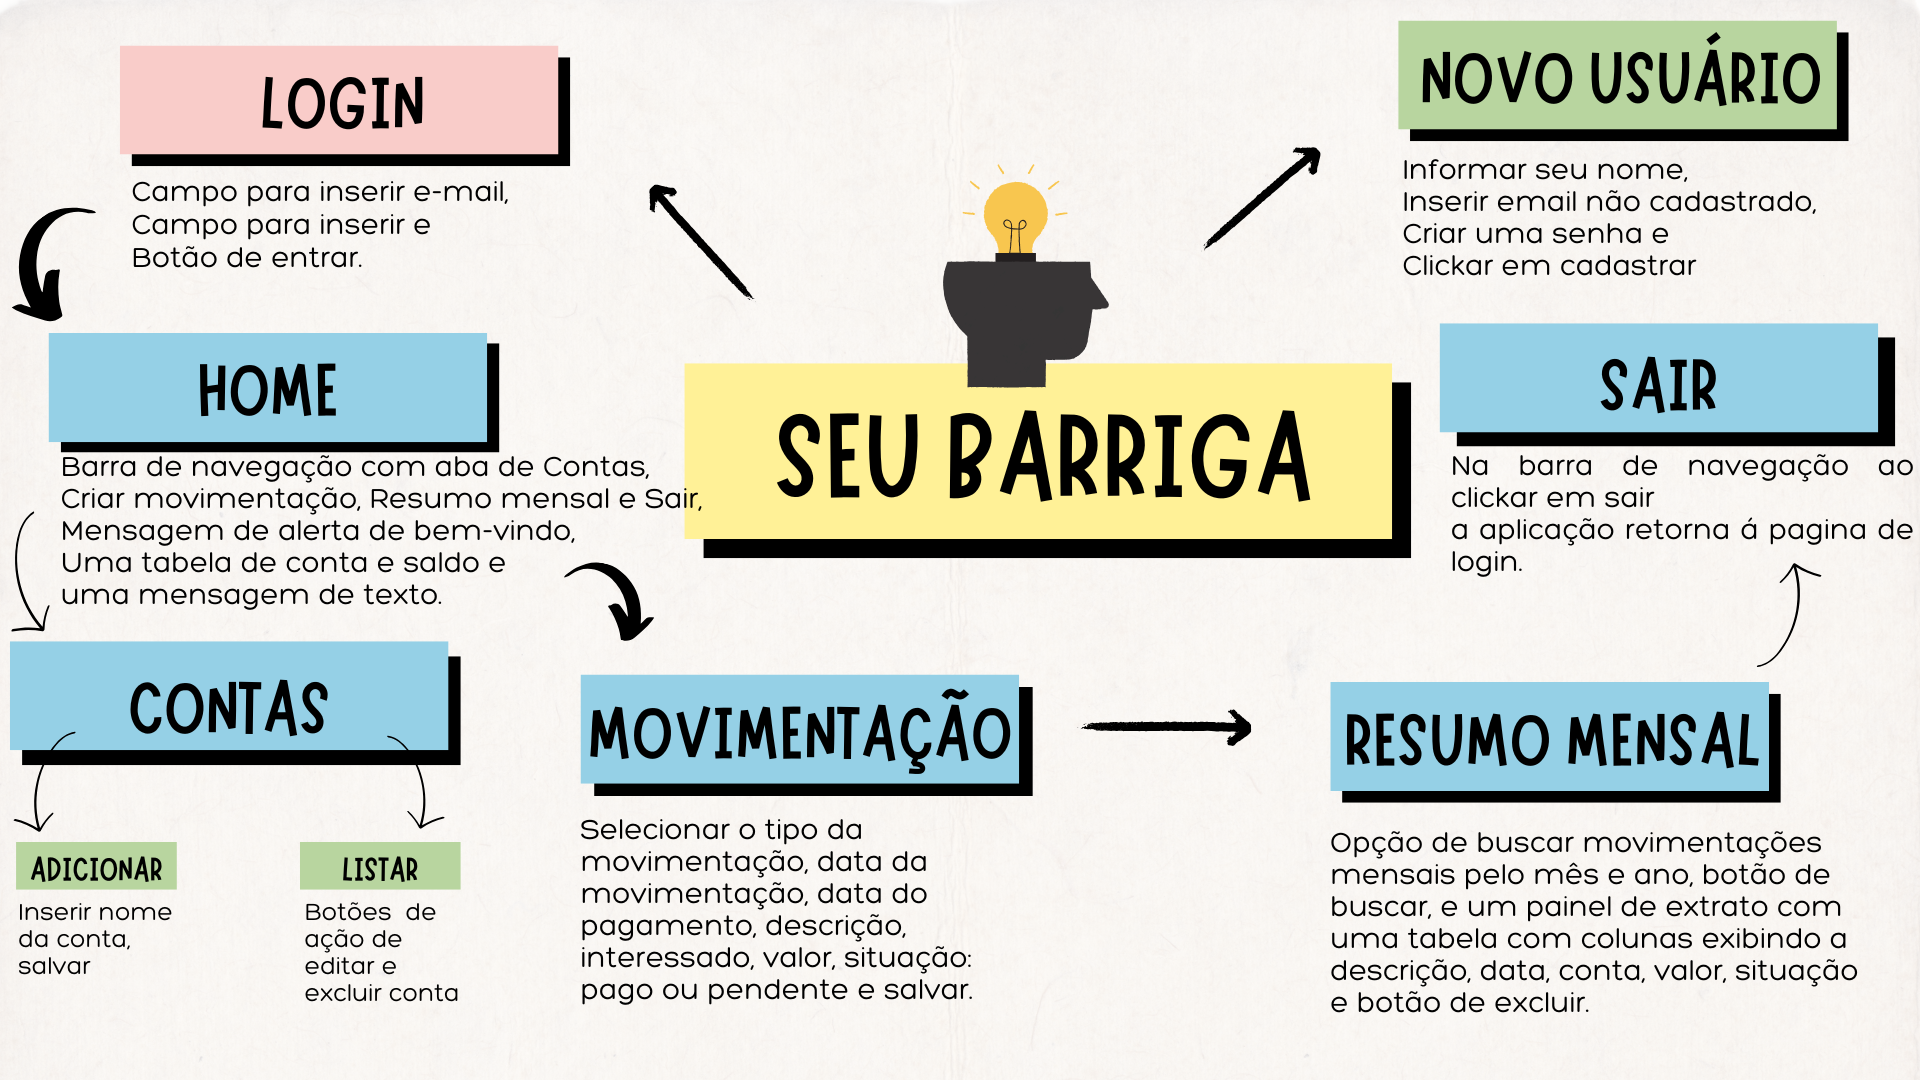 LOGIN
Campo para inserir e-mail,
Campo para inserir e
Botão de entrar.
NOVO USUÁRIO
Informar seu nome,
Inserir email não cadastrado,
Criar uma senha e
Clickar em cadastrar
HOME
Barra de navegação com aba de Contas,
Criar movimentação, Resumo mensal e Sair,
Mensagem de alerta de bem-vindo,
Uma tabela de conta e saldo e
uma mensagem de texto.
SEU BARRIGA
SAIR
Na barra de navegação ao
clickar em sair
a aplicação retorna á pagina de
login.
CONTAS
ADICIONAR
Inserir nome
da conta,
salvar
LISTAR
Botões de
ação de
editar e
excluir conta
MOVIMENTAÇÃO
Selecionar o tipo da
movimentação, data da
movimentação, data do
pagamento, descrição,
interessado, valor, situação:
pago ou pendente e salvar.
RESUMO MENSAL
Opção de buscar movimentações
mensais pelo mês e ano, botão de
buscar, e um painel de extrato com
uma tabela com colunas exibindo a
descrição, data, conta, valor, situação
e botão de excluir.